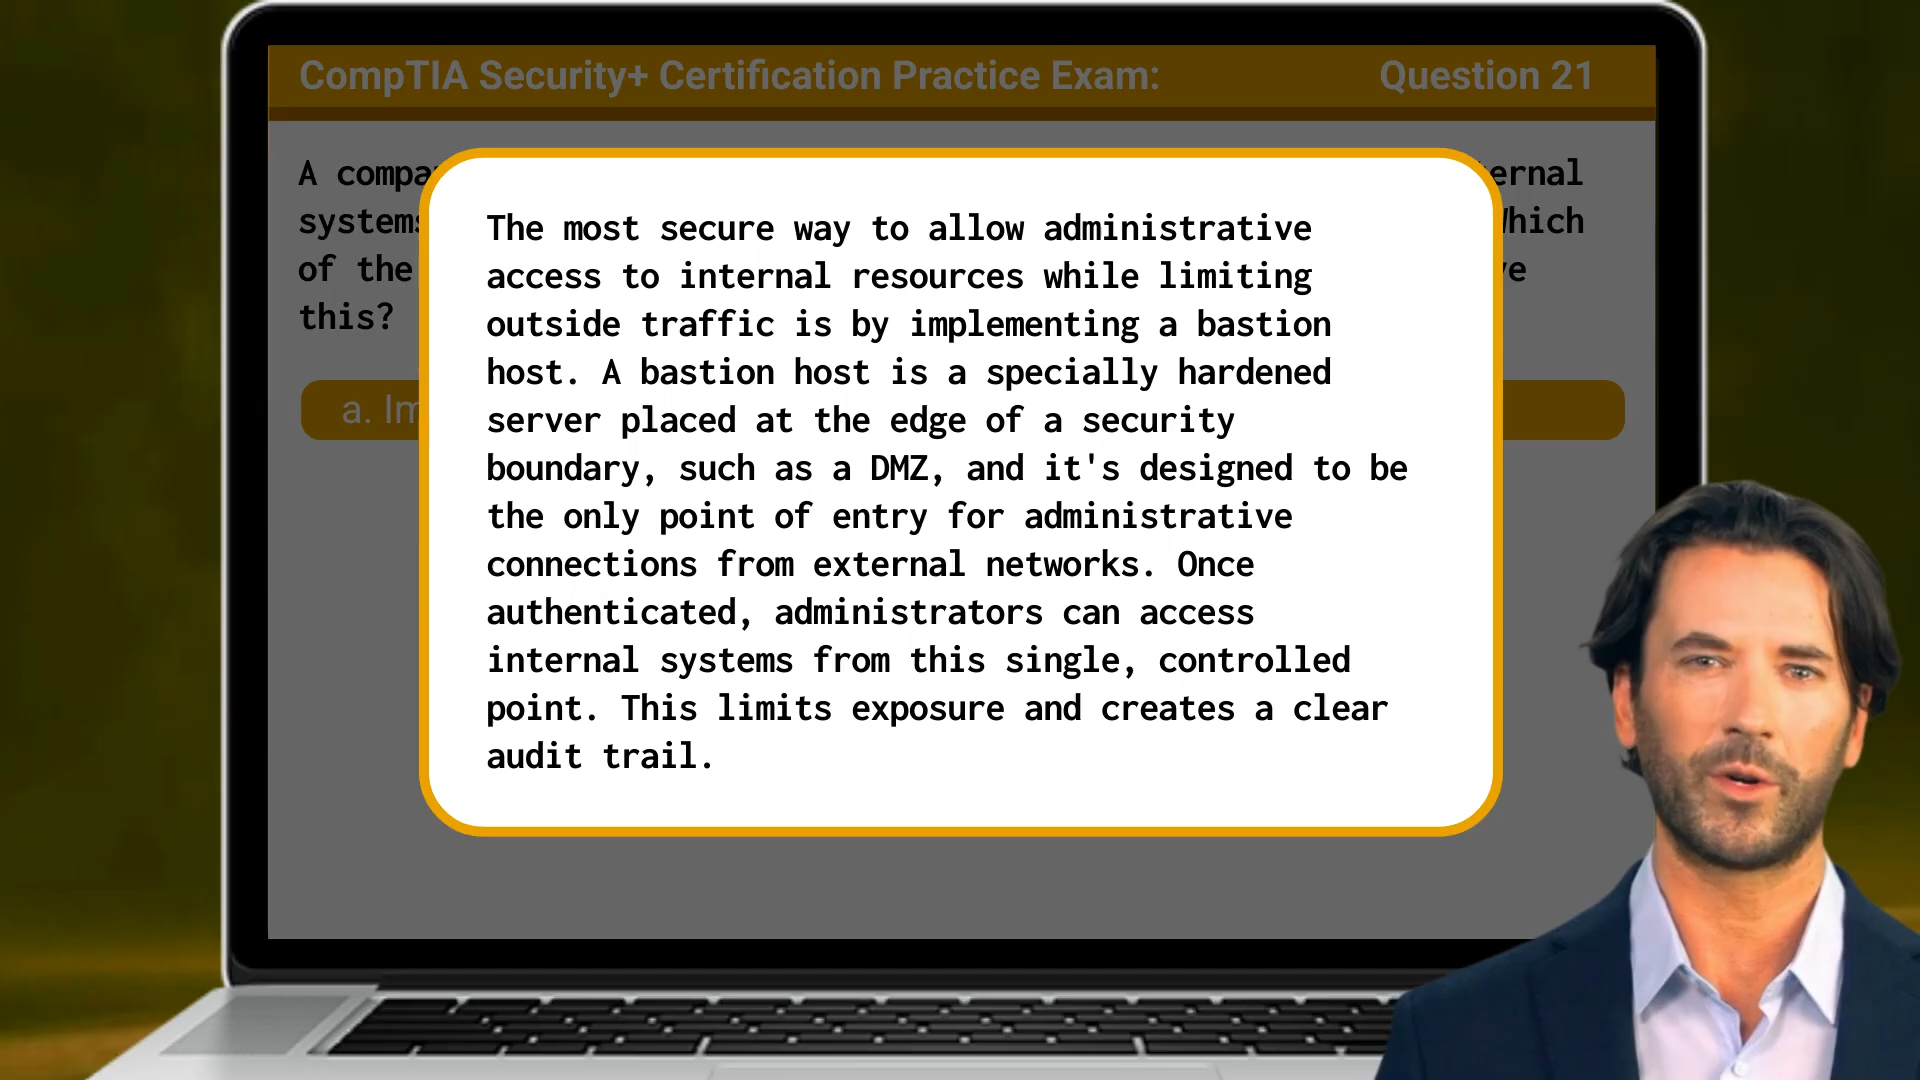 CompTIA Security+ Certification Practice Exam: Question 21
A ernal
systems hich
of the
this?
a.
The most secure way to allow administrative
access to internal resources while limiting
outside traffic is by implementing a bastion
host. A bastion host is a specially hardened
server placed at the edge of a security
boundary, such as a DMZ, and it's designed to be
the only point of entry for administrative
connections from external networks. Once
authenticated, administrators can access
internal systems from this single, controlled
point. This limits exposure and creates a clear
audit trail.